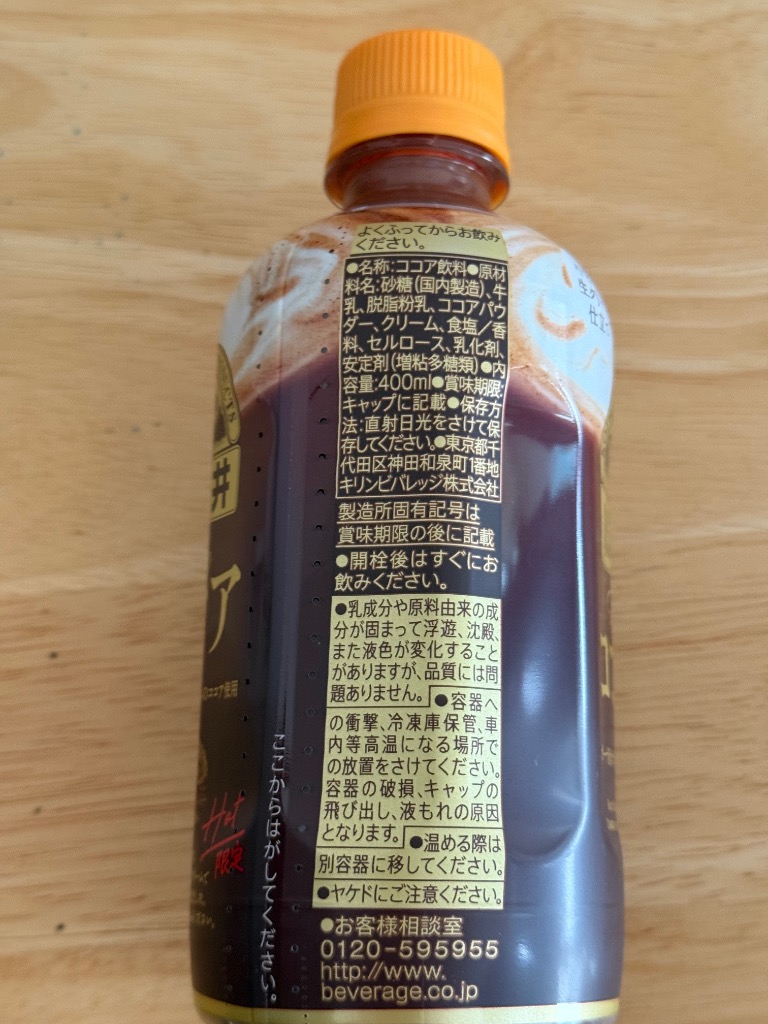 よくふってからお飲み
ください。
●名称:ココア飲料●原材
料名:砂糖(国内製造)、牛
乳、脱脂粉乳、ココアパウ
ダー、クリーム、食塩／香
料、セルロース、乳化剤、
安定剤(増粘多糖類)●内
容量:400ml●賞味期限:
キャップに記載●保存方
法:直射日光をさけて保
存してください。●東京都千
代田区神田和泉町1番地
キリンビバレッジ株式会社
製造所固有記号は
賞味期限の後に記載
●開栓後はすぐにお
飲みください。
●乳成分や原料由来の成
分が固まって浮遊、沈殿、
また液色が変化すること
がありますが、品質には問
題ありません。●容器へ
の衝撃、冷凍庫保管、車
内等高温になる場所で
の放置をさけてください。
容器の破損、キャップの
飛び出し、液もれの原因
となります。●温める際は
別容器に移してください。
●ヤケドにご注意ください。
●お客様相談室
0120-595955
http://www.
beverage.co.jp
ここからはがしてください。
井
ア
ココア使用
Hot
限定
生ク
仕立